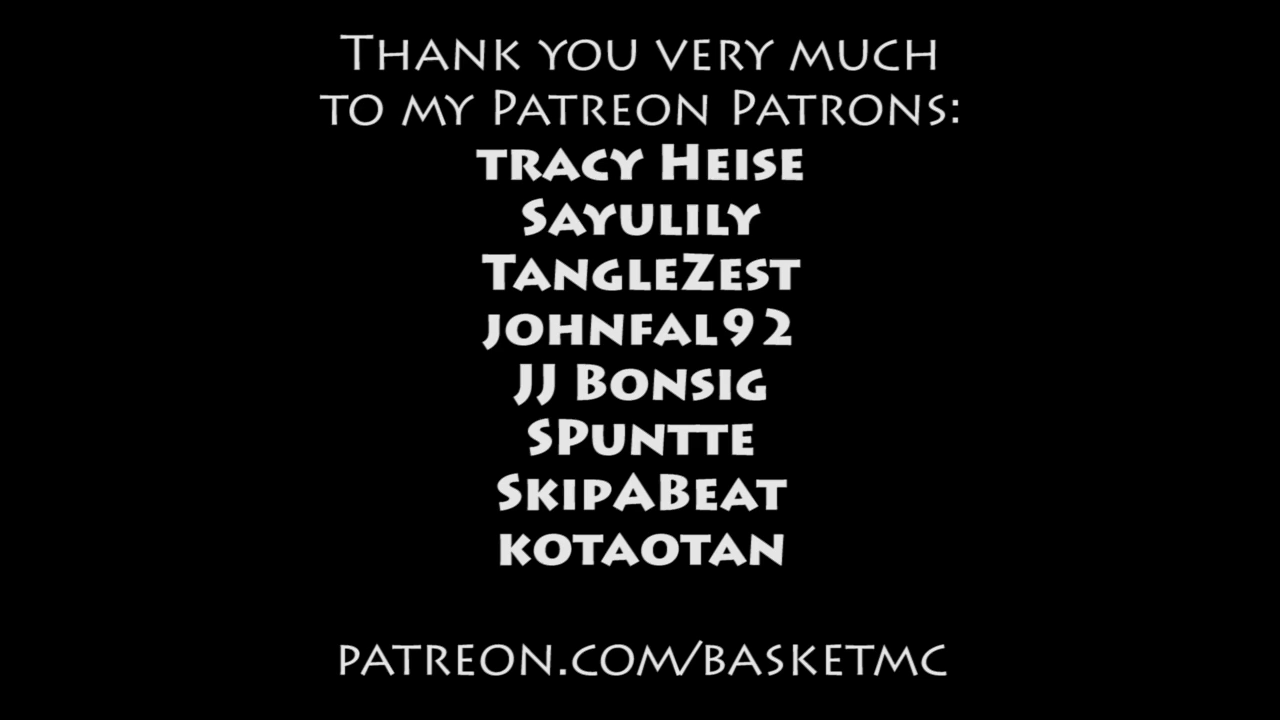 Thank you very much
to my Patreon Patrons:
tracy Heise
Sayulily
TangleZest
johnfal92
JJ Bonsig
SPuntte
SkipABeat
kotaotan
patreon.com/basketmc